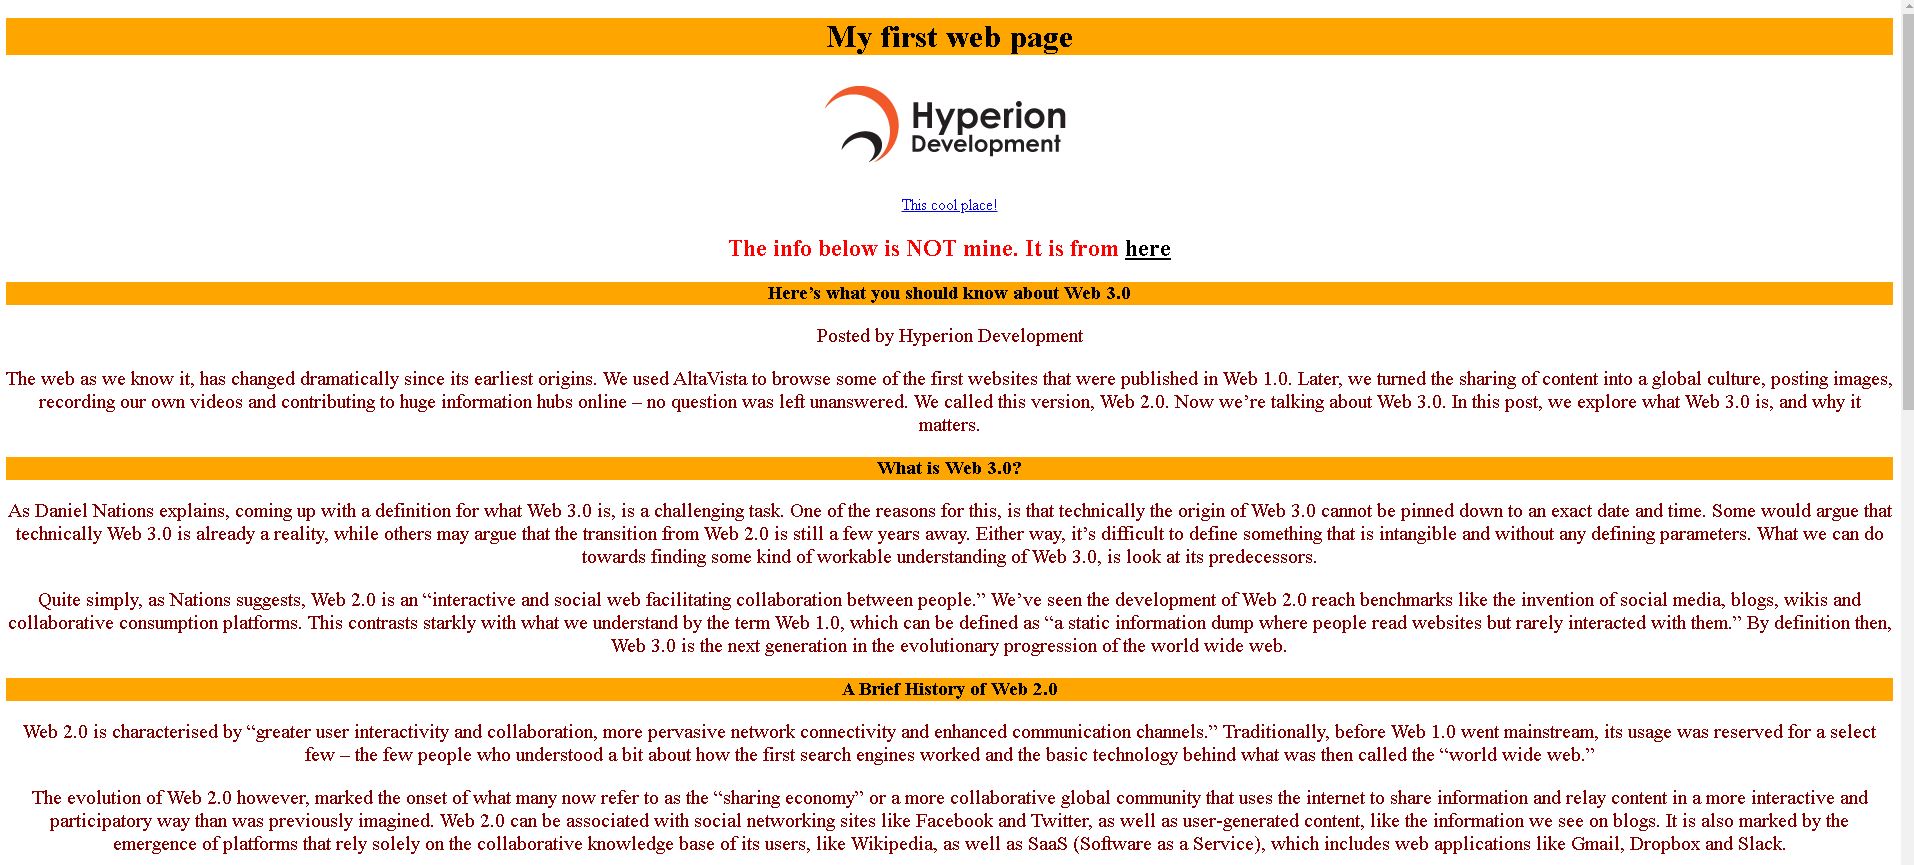 My first web page
Hyperion
Development
This cool place!
The info below is NOT mine. It is from here
Here’s what you should know about Web 3.0
Posted by Hyperion Development
The web as we know it, has changed dramatically since its earliest origins. We used AltaVista to browse some of the first websites that were published in Web 1.0. Later, we turned the sharing of content into a global culture, posting images,
recording our own videos and contributing to huge information hubs online – no question was left unanswered. We called this version, Web 2.0. Now we’re talking about Web 3.0. In this post, we explore what Web 3.0 is, and why it
matters.
What is Web 3.0?
As Daniel Nations explains, coming up with a definition for what Web 3.0 is, is a challenging task. One of the reasons for this, is that technically the origin of Web 3.0 cannot be pinned down to an exact date and time. Some would argue that
technically Web 3.0 is already a reality, while others may argue that the transition from Web 2.0 is still a few years away. Either way, it’s difficult to define something that is intangible and without any defining parameters. What we can do
towards finding some kind of workable understanding of Web 3.0, is look at its predecessors.
Quite simply, as Nations suggests, Web 2.0 is an “interactive and social web facilitating collaboration between people.” We’ve seen the development of Web 2.0 reach benchmarks like the invention of social media, blogs, wikis and
collaborative consumption platforms. This contrasts starkly with what we understand by the term Web 1.0, which can be defined as “a static information dump where people read websites but rarely interacted with them.” By definition then,
Web 3.0 is the next generation in the evolutionary progression of the world wide web.
A Brief History of Web 2.0
Web 2.0 is characterised by “greater user interactivity and collaboration, more pervasive network connectivity and enhanced communication channels.” Traditionally, before Web 1.0 went mainstream, its usage was reserved for a select
few – the few people who understood a bit about how the first search engines worked and the basic technology behind what was then called the “world wide web.”
The evolution of Web 2.0 however, marked the onset of what many now refer to as the “sharing economy” or a more collaborative global community that uses the internet to share information and relay content in a more interactive and
participatory way than was previously imagined. Web 2.0 can be associated with social networking sites like Facebook and Twitter, as well as user-generated content, like the information we see on blogs. It is also marked by the
emergence of platforms that rely solely on the collaborative knowledge base of its users, like Wikipedia, as well as SaaS (Software as a Service), which includes web applications like Gmail, Dropbox and Slack.